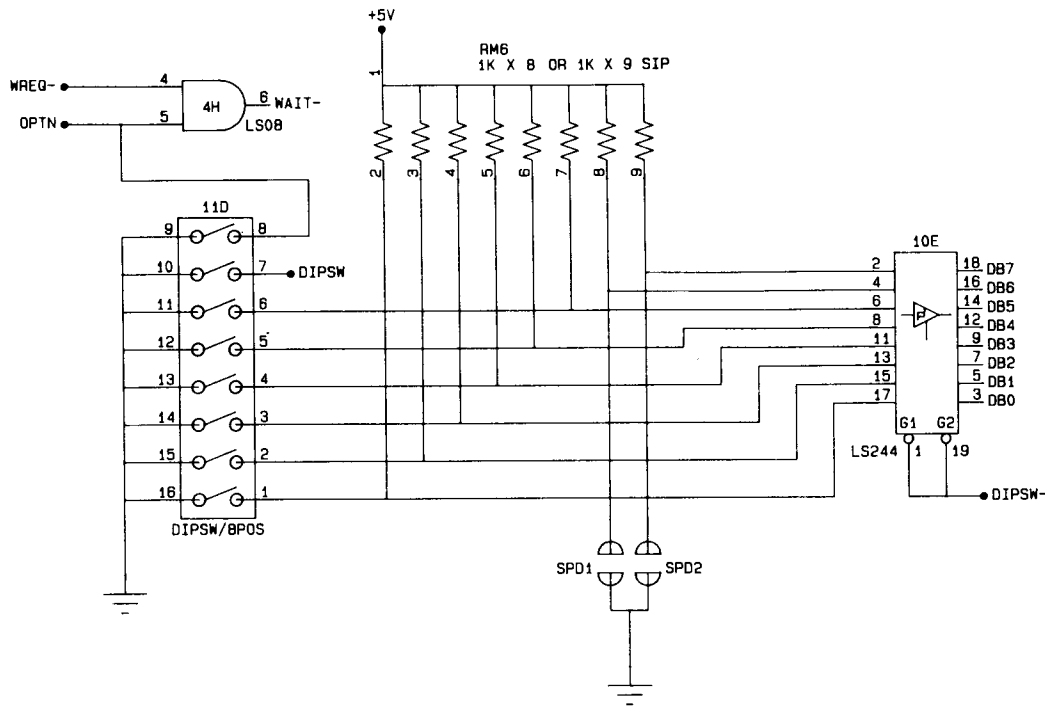 +5V
RM6
1K X 8 OR 1K X 9 SIP
1
WREQ-
4
4H
6
WAIT-
OPTN
5
LS08
2
3
4
5
6
7
8
9
11D
9
8
10
7
DIPSW
11
6
12
5
13
4
14
3
15
2
16
1
DIPSW/8POS
10E
2
18
DB7
4
16
DB6
6
14
DB5
8
12
DB4
11
9
DB3
13
7
DB2
15
5
DB1
17
3
DB0
G1
G2
LS244
1
19
DIPSW-
SPD1
SPD2